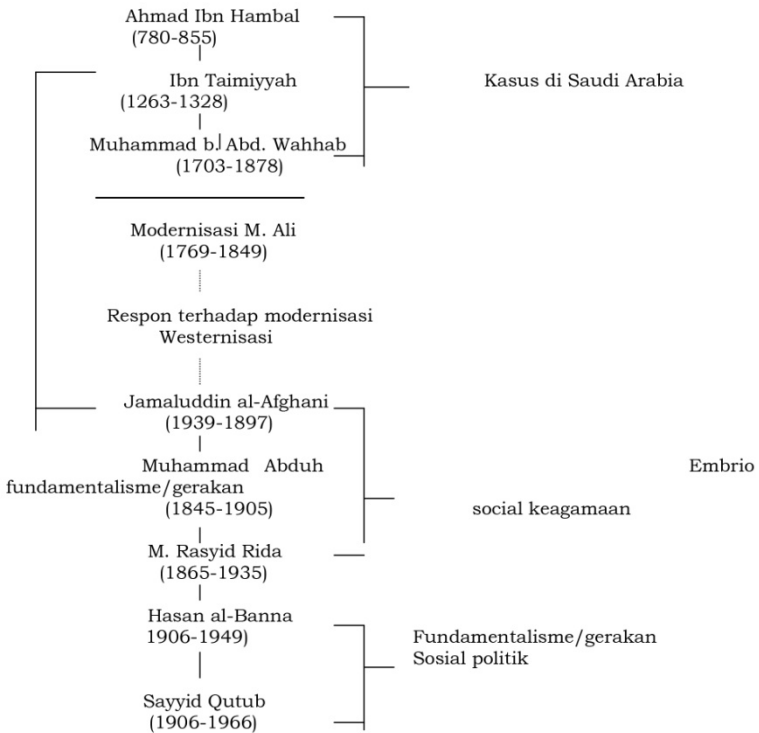 Ahmad Ibn Hambal
(780-855)
Ibn Taimiyyah
Kasus di Saudi Arabia
(1263-1328)
Muhammad b. Abd. Wahhab
(1703-1878)
Modernisasi M. Ali
(1769-1849)
Respon terhadap modernisasi
Westernisasi
Jamaluddin al-Afghani
(1939-1897)
Muhammad Abduh Embrio
fundamentalisme/gerakan
(1845-1905) social keagamaan
M. Rasyid Rida
(1865-1935)
Hasan al-Banna
1906-1949)
Fundamentalisme/gerakan
Sosial politik
Sayyid Qutub
(1906-1966)